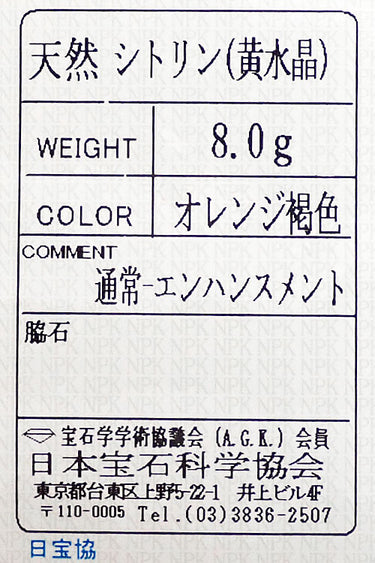 天然 シトリン(黄水晶)
WEIGHT 8.0g
COLOR オレンジ褐色
COMMENT
通常-エンハンスメント
脇石
宝石学学術協議会 (A.G.K.) 会員
日本宝石科学協会
東京都台東区上野5-22-1 井上ビル4F
〒110-0005 Tel.(03)3836-2507
日宝協